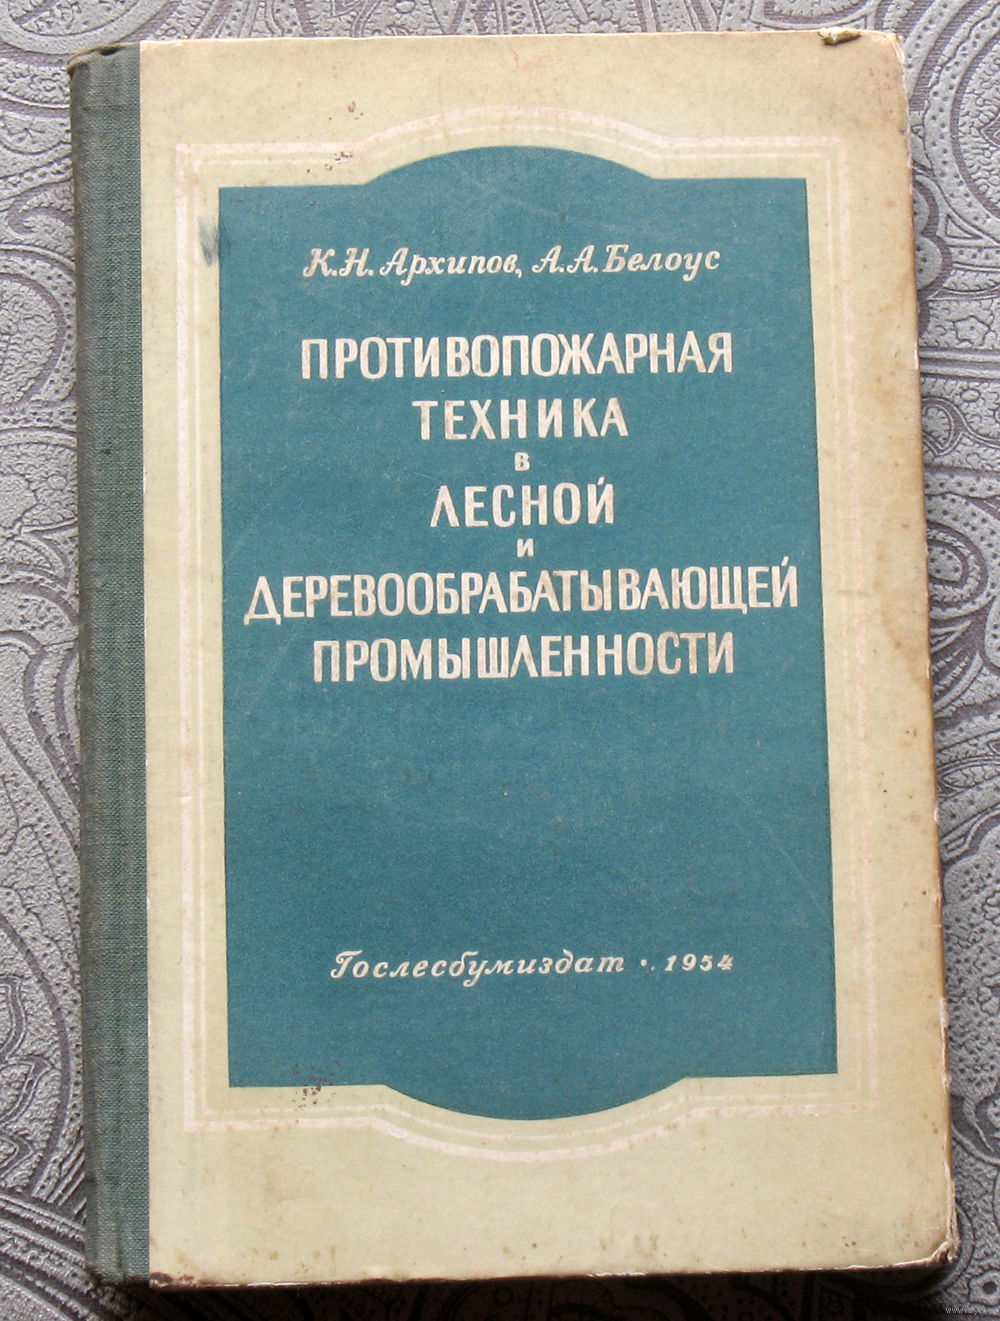 К.Н. Архипов, А.А. Белоус
ПРОТИВОПОЖАРНАЯ
ТЕХНИКА
в
ЛЕСНОЙ
и
ДЕРЕВООБРАБАТЫВАЮЩЕЙ
ПРОМЫШЛЕННОСТИ
Гослесбумиздат • 1954